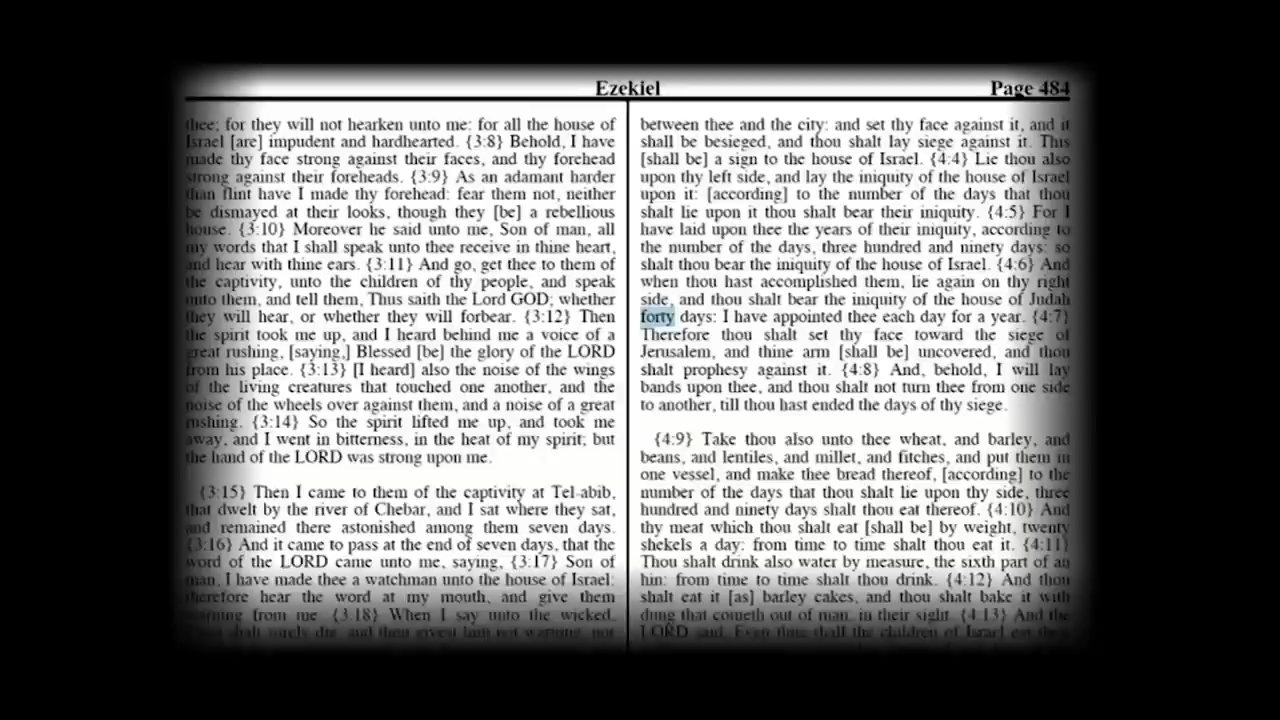 Ezekiel
Page 484
thee; for they will not hearken unto me: for all the house of
Israel [are] impudent and hardhearted. {3:8} Behold, I have
made thy face strong against their faces, and thy forehead
strong against their foreheads. {3:9} As an adamant harder
than flint have I made thy forehead: fear them not, neither
be dismayed at their looks, though they [be] a rebellious
house. {3:10} Moreover he said unto me, Son of man, all
my words that I shall speak unto thee receive in thine heart,
and hear with thine ears. {3:11} And go, get thee to them of
the captivity, unto the children of thy people, and speak
unto them, and tell them, Thus saith the Lord GOD; whether
they will hear, or whether they will forbear. {3:12} Then
the spirit took me up, and I heard behind me a voice of a
great rushing, [saying,] Blessed [be] the glory of the LORD
from his place. {3:13} [I heard] also the noise of the wings
of the living creatures that touched one another, and the
noise of the wheels over against them, and a noise of a great
rushing. {3:14} So the spirit lifted me up, and took me
away, and I went in bitterness, in the heat of my spirit; but
the hand of the LORD was strong upon me.
{3:15} Then I came to them of the captivity at Tel-abib,
that dwelt by the river of Chebar, and I sat where they sat,
and remained there astonished among them seven days.
{3:16} And it came to pass at the end of seven days, that the
word of the LORD came unto me, saying, {3:17} Son of
man, I have made thee a watchman unto the house of Israel:
therefore hear the word at my mouth, and give them
warning from me. {3:18} When I say unto the wicked,
Thou shalt surely die; and thou givest him not warning, nor
between thee and the city: and set thy face against it, and it
shall be besieged, and thou shalt lay siege against it. This
[shall be] a sign to the house of Israel. {4:4} Lie thou also
upon thy left side, and lay the iniquity of the house of Israel
upon it: [according] to the number of the days that thou
shalt lie upon it thou shalt bear their iniquity. {4:5} For I
have laid upon thee the years of their iniquity, according to
the number of the days, three hundred and ninety days: so
shalt thou bear the iniquity of the house of Israel. {4:6} And
when thou hast accomplished them, lie again on thy right
side, and thou shalt bear the iniquity of the house of Judah
forty days: I have appointed thee each day for a year. {4:7}
Therefore thou shalt set thy face toward the siege of
Jerusalem, and thine arm [shall be] uncovered, and thou
shalt prophesy against it. {4:8} And, behold, I will lay
bands upon thee, and thou shalt not turn thee from one side
to another, till thou hast ended the days of thy siege.
{4:9} Take thou also unto thee wheat, and barley, and
beans, and lentiles, and millet, and fitches, and put them in
one vessel, and make thee bread thereof, [according] to the
number of the days that thou shalt lie upon thy side, three
hundred and ninety days shalt thou eat thereof. {4:10} And
thy meat which thou shalt eat [shall be] by weight, twenty
shekels a day: from time to time shalt thou eat it. {4:11}
Thou shalt drink also water by measure, the sixth part of an
hin: from time to time shalt thou drink. {4:12} And thou
shalt eat it [as] barley cakes, and thou shalt bake it with
dung that cometh out of man, in their sight. {4:13} And the
LORD said, Even thus shall the children of Israel eat their